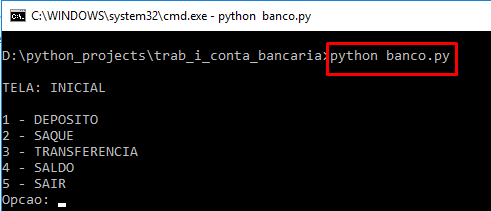 C:\WINDOWS\system32\cmd.exe - python banco.py
D:\python_projects\trab_i_conta_bancaria>python banco.py
TELA: INICIAL
1 - DEPOSITO
2 - SAQUE
3 - TRANSFERENCIA
4 - SALDO
5 - SAIR
Opcao: _